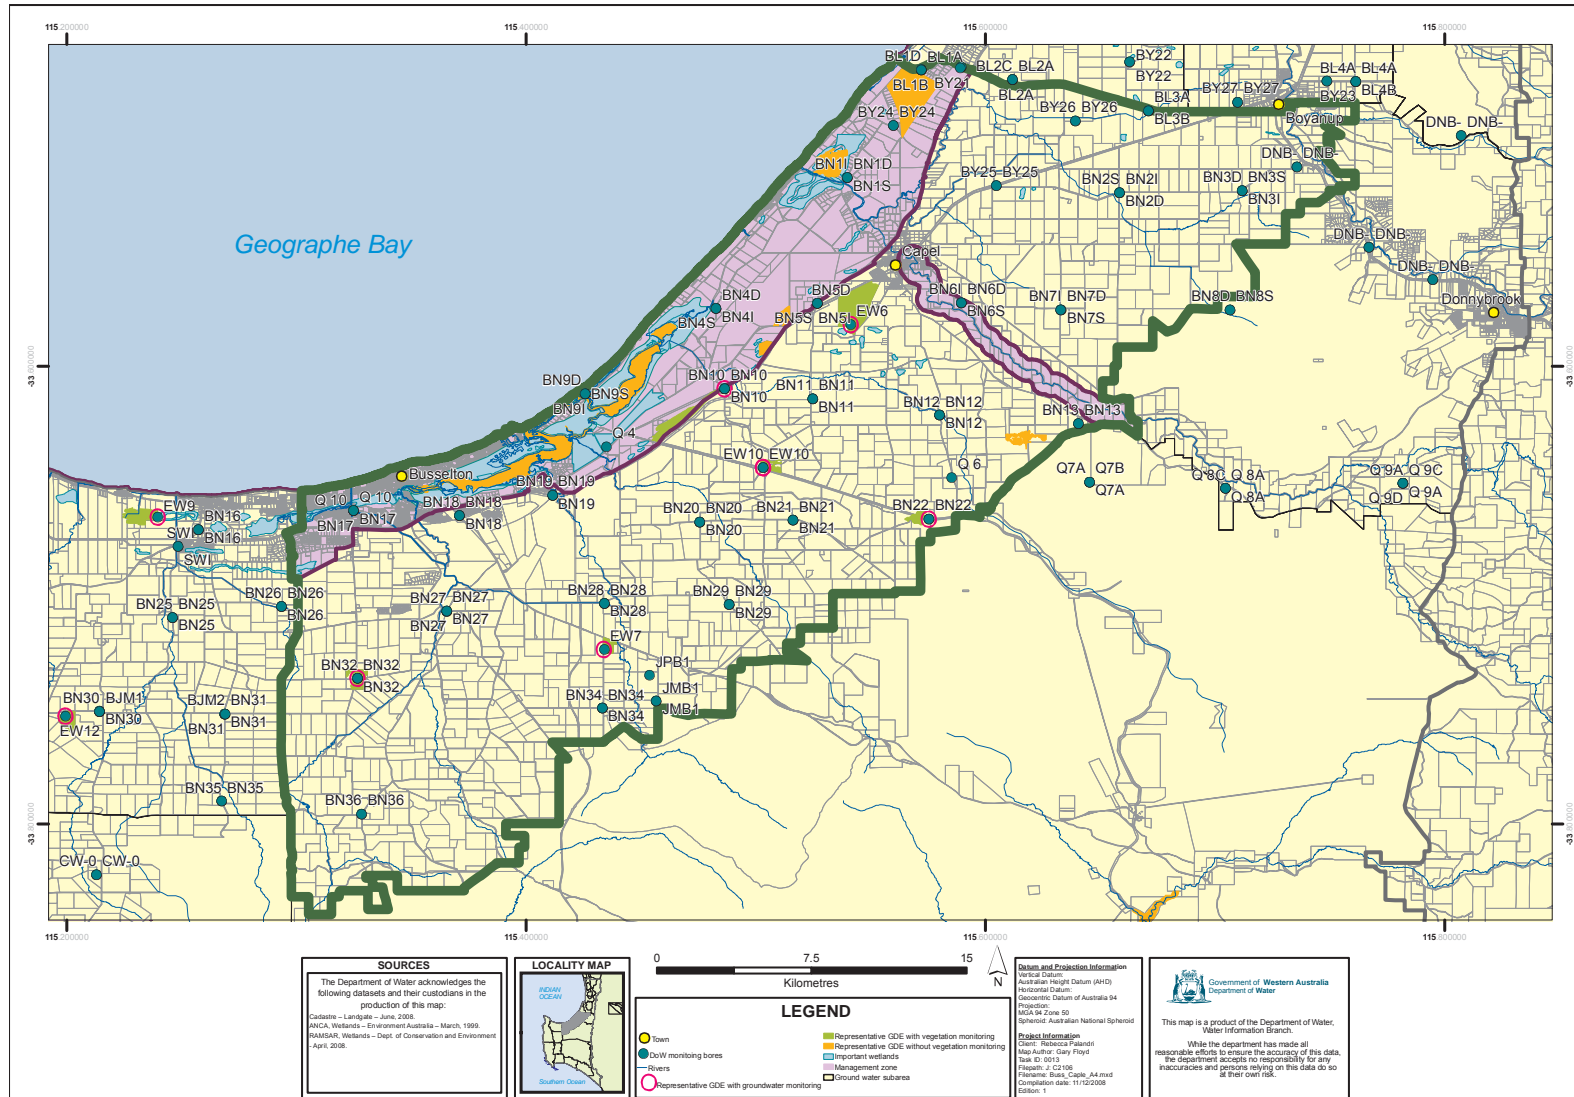 115.200000 115.400000 115.600000 115.800000
BL1D BL1A
BL2C BL2A
BY22
BL4A BL4A
BL1B BY21
BL2A
BY22
BY27 BY27
BY23 BL4B
BY24 BY24
BY26 BY26
BL3A
BL3B
Boyanup
DNB- DNB-
BN1I BN1D
BN1S
BY25 BY25
BN2S BN2I
BN2D
BN3D BN3S
BN3I
DNB- DNB-
Geographe Bay
Capel
DNB- DNB-
DNB- DNB-
BN4D
BN4S BN4I
BN5D
BN5S BN5I
EW6
BN6I BN6D
BN6S
BN7I BN7D
BN7S
BN8D BN8S
Donnybrook
-33.600000
-33.600000
BN9D
BN9S
BN9I
BN10 BN10
BN10
BN11 BN11
BN11
BN12 BN12
BN12
BN13 BN13
Q 4
Busselton
EW10 EW10
Q 6
Q7A Q7B
Q7A
Q 8C Q 8A
Q 8A
Q 9A Q 9C
Q 9D Q 9A
EW9
BN16
BN16
SWI
SWI
Q 10 Q 10
BN17 BN17
BN18 BN18
BN18
BN19 BN19
BN19
BN20 BN20
BN20
BN21 BN21
BN21
BN22 BN22
BN25 BN25
BN25
BN26 BN26
BN26
BN27 BN27
BN27 BN27
BN28 BN28
BN28
BN29 BN29
BN29
EW7
BN32 BN32
BN32
JPB1
BN30 BJM1
BN30
EW12
BJM2 BN31
BN31 BN31
BN34 BN34
BN34
JMB1
JMB1
BN35 BN35
BN36 BN36
-33.800000
-33.800000
CW-0 CW-0
115.200000 115.400000 115.600000 115.800000
SOURCES
The Department of Water acknowledges the
following datasets and their custodians in the
production of this map:
Cadastre – Landgate – June, 2008.
ANCA, Wetlands – Environment Australia – March, 1999.
RAMSAR, Wetlands – Dept. of Conservation and Environment
- April, 2008.
LOCALITY MAP
INDIAN
OCEAN
Southern Ocean
0 7.5 15
Kilometres
N
LEGEND
Town
DoW monitoing bores
Rivers
Representative GDE with groundwater monitoring
Representative GDE with vegetation monitoring
Representative GDE without vegetation monitoring
Important wetlands
Management zone
Ground water subarea
Datum and Projection Information
Vertical Datum:
Australian Height Datum (AHD)
Horizontal Datum:
Geocentric Datum of Australia 94
Projection:
MGA 94 Zone 50
Spheroid: Australian National Spheroid
Project Information
Client: Rebecca Palandri
Map Author: Gary Floyd
Task ID: 0013
Filepath: J: C2106
Filename: Buss_Caple_A4.mxd
Compilation date: 11/12/2008
Edition: 1
Government of Western Australia
Department of Water
This map is a product of the Department of Water,
Water Information Branch.
While the department has made all
reasonable efforts to ensure the accuracy of this data,
the department accepts no responsibility for any
inaccuracies and persons relying on this data do so
at their own risk.